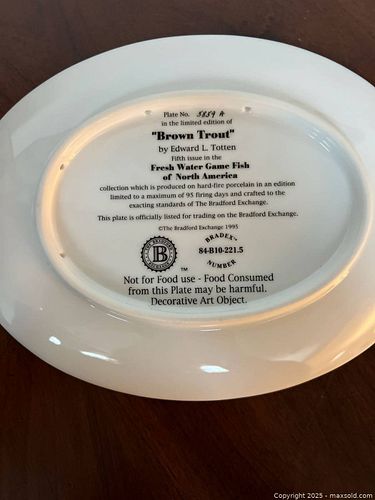 Plate No. 5859 A
in the limited edition of
"Brown Trout"
by Edward L. Totten
Fifth issue in the
Fresh Water Game Fish
of North America
collection which is produced on hard-fire porcelain in an edition
limited to a maximum of 95 firing days and crafted to the
exacting standards of The Bradford Exchange.
This plate is officially listed for trading on the Bradford Exchange.
©The Bradford Exchange 1995
B
TM
BRADEX™
84-B10-221.5
NUMBER
Not for Food use - Food Consumed
from this Plate may be harmful.
Decorative Art Object.
Copyright © 2025 - maxsold.com